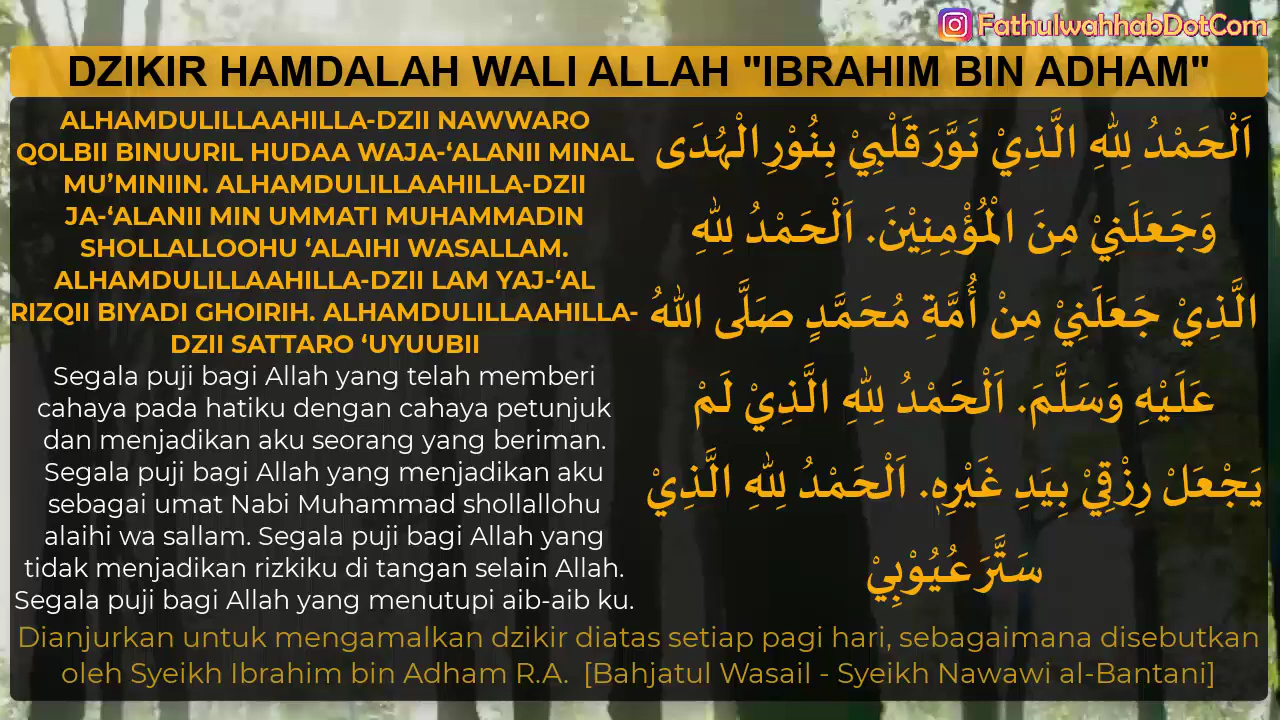 FathulwahhabDotCom
DZIKIR HAMDALAH WALI ALLAH "IBRAHIM BIN ADHAM"
ALHAMDULILLAAHILLA-DZII NAWWARO
QOLBII BINUURIL HUDAA WAJA-‘ALANII MINAL
MU’MINIIN. ALHAMDULILLAAHILLA-DZII
JA-‘ALANII MIN UMMATI MUHAMMADIN
SHOLLALLOOHU ‘ALAIHI WASALLAM.
ALHAMDULILLAAHILLA-DZII LAM YAJ-‘AL
RIZQII BIYADI GHOIRIH. ALHAMDULILLAAHILLA-
DZII SATTARO ‘UYUUBII
Segala puji bagi Allah yang telah memberi
cahaya pada hatiku dengan cahaya petunjuk
dan menjadikan aku seorang yang beriman.
Segala puji bagi Allah yang menjadikan aku
sebagai umat Nabi Muhammad shollallohu
alaihi wa sallam. Segala puji bagi Allah yang
tidak menjadikan rizkiku di tangan selain Allah.
Segala puji bagi Allah yang menutupi aib-aib ku.
اَلْحَمْدُ لِلّٰهِ الَّذِيْ نَوَّرَ قَلْبِيْ بِنُوْرِ الْهُدَى
وَجَعَلَنِيْ مِنَ الْمُؤْمِنِيْنَ. اَلْحَمْدُ لِلّٰهِ
الَّذِيْ جَعَلَنِيْ مِنْ أُمَّةِ مُحَمَّدٍ صَلَّى اللهُ
عَلَيْهِ وَسَلَّمَ. اَلْحَمْدُ لِلّٰهِ الَّذِيْ لَمْ
يَجْعَلْ رِزْقِيْ بِيَدِ غَيْرِهٖ. اَلْحَمْدُ لِلّٰهِ الَّذِيْ
سَتَّرَ عُيُوْبِيْ
Dianjurkan untuk mengamalkan dzikir diatas setiap pagi hari, sebagaimana disebutkan
oleh Syeikh Ibrahim bin Adham R.A. [Bahjatul Wasail - Syeikh Nawawi al-Bantani]